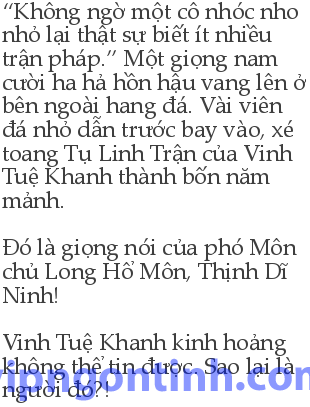 “Không ngờ một cô nhóc nho
nhỏ lại thật sự biết ít nhiều
trận pháp.” Một giọng nam
cười ha hả hồn hậu vang lên ở
bên ngoài hang đá. Vài viên
đá nhỏ dẫn trước bay vào, xé
toang Tụ Linh Trận của Vinh
Tuệ Khanh thành bốn năm
mảnh.
Đó là giọng nói của phó Môn
chủ Long Hổ Môn, Thịnh Dĩ
Ninh!
Vinh Tuệ Khanh kinh hoảng
không thể tin được. Sao lại là
người đó?!
vipngontinh.com